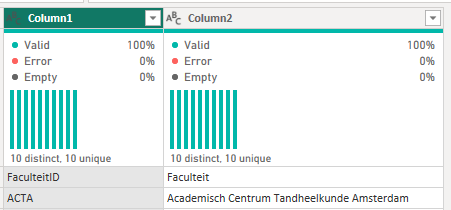 ABC Column1 ABC Column2
Valid 100% Valid 100%
Error 0% Error 0%
Empty 0% Empty 0%
10 distinct, 10 unique 10 distinct, 10 unique
FaculteitID Faculteit
ACTA Academisch Centrum Tandheelkunde Amsterdam